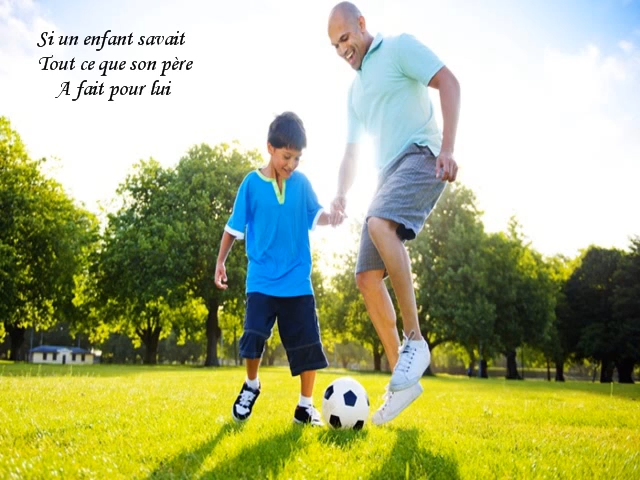 Si un enfant savait
Tout ce que son père
A fait pour lui